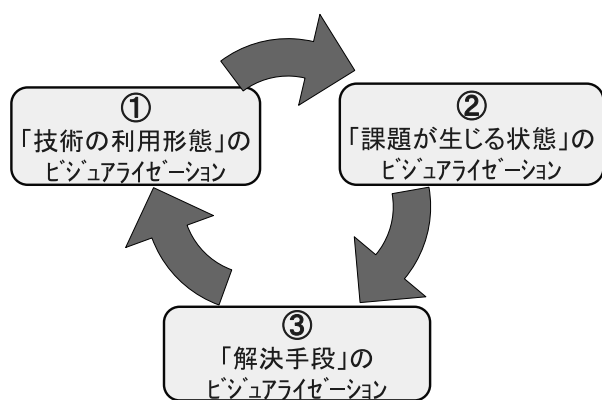 ①
「技術の利用形態」の
ビジュアライゼーション
②
「課題が生じる状態」の
ビジュアライゼーション
③
「解決手段」の
ビジュアライゼーション